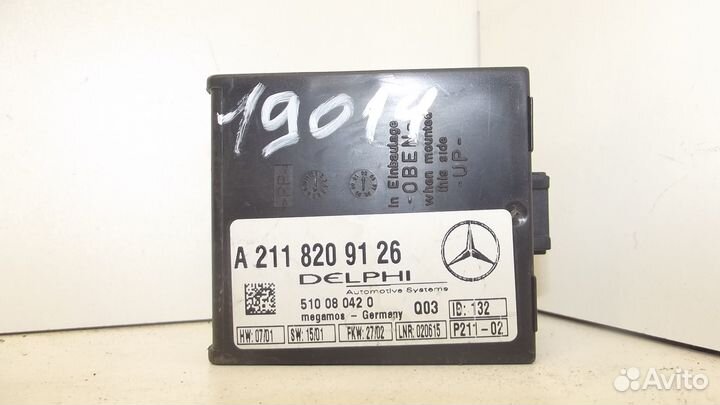 19014
>PP<
in Einbaulage
-OBEN-
when mounted
this side
-UP-
A 211 820 91 26
DELPHI
Automotive Systems
510 08 042 0
megamos - Germany
Q03
ID: 132
HW: 07/01
SW: 15/01
FKW: 27/02
LNR: 020615
P211-02
Avito